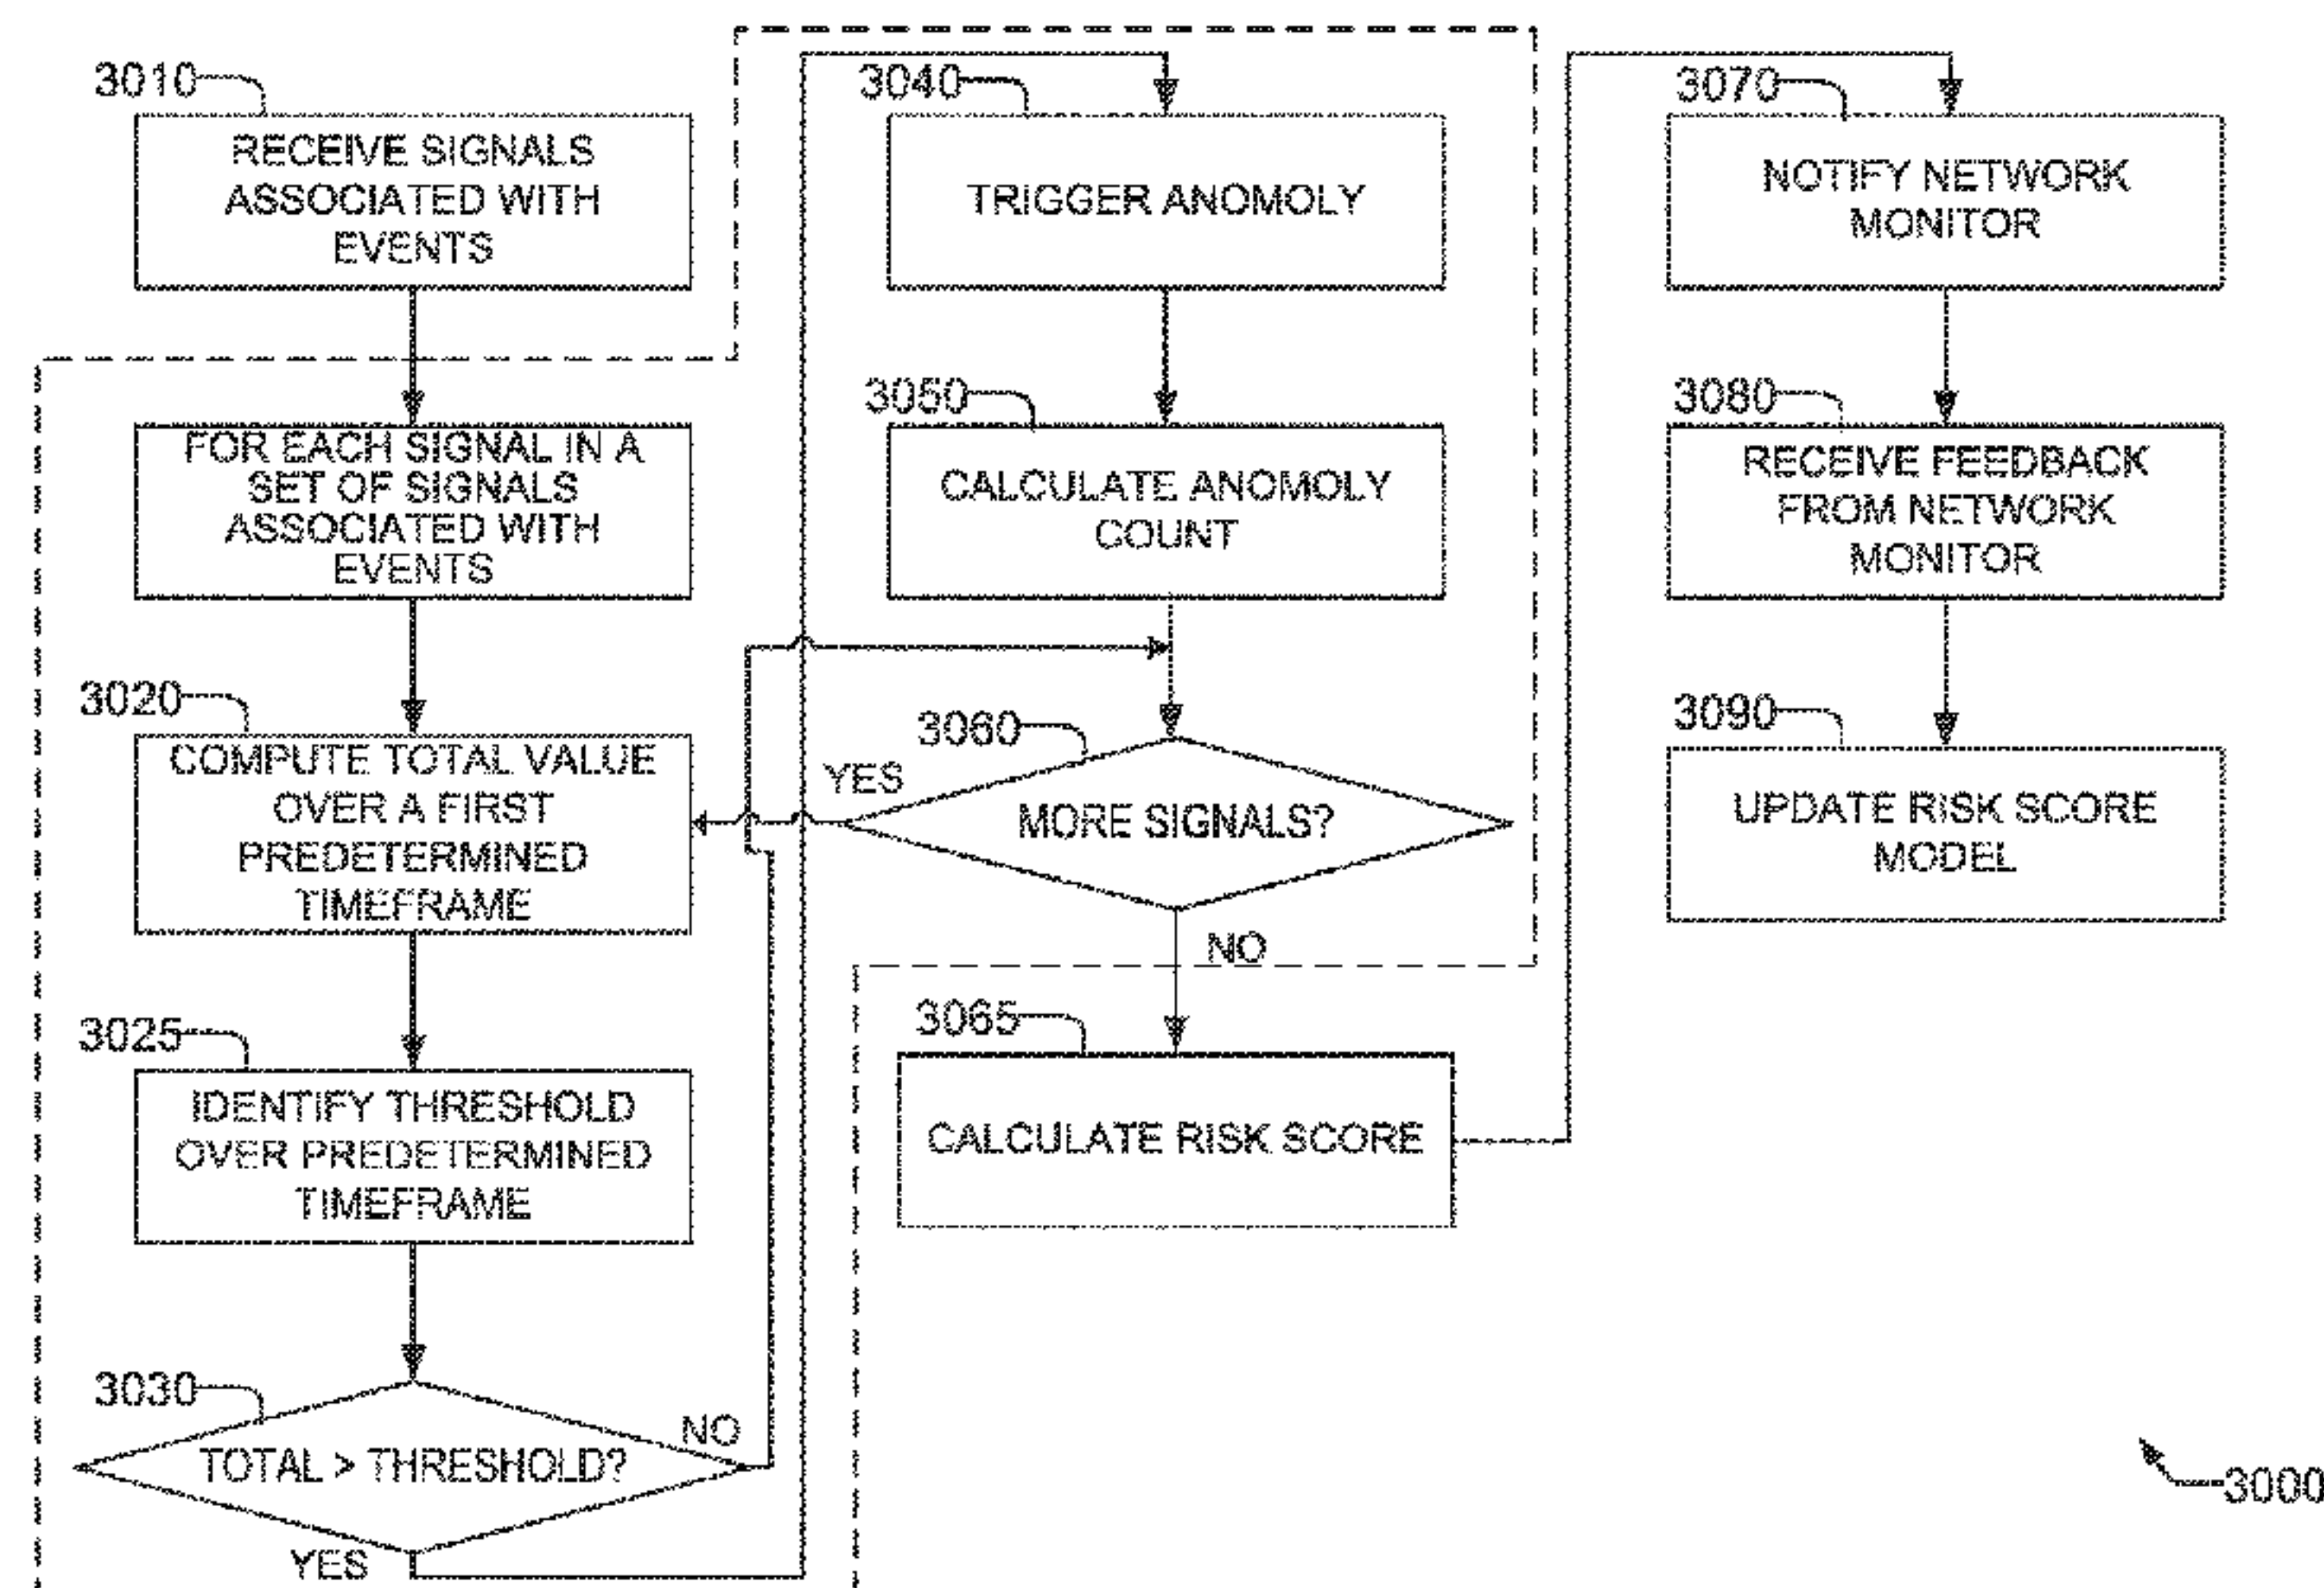 3010
RECEIVE SIGNALS
ASSOCIATED WITH
EVENTS
FOR EACH SIGNAL IN A
SET OF SIGNALS
ASSOCIATED WITH
EVENTS
3020
COMPUTE TOTAL VALUE
OVER A FIRST
PREDETERMINED
TIMEFRAME
3025
IDENTIFY THRESHOLD
OVER PREDETERMINED
TIMEFRAME
3030
TOTAL > THRESHOLD?
NO
YES
3040
TRIGGER ANOMOLY
3050
CALCULATE ANOMOLY
COUNT
3060
YES
MORE SIGNALS?
NO
3065
CALCULATE RISK SCORE
3070
NOTIFY NETWORK
MONITOR
3080
RECEIVE FEEDBACK
FROM NETWORK
MONITOR
3090
UPDATE RISK SCORE
MODEL
3000